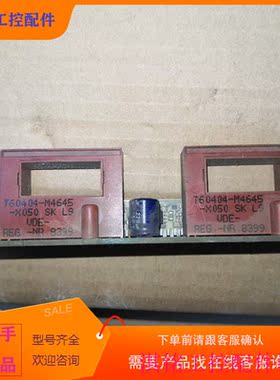 工控配件
T60404-M4645
-X050 SK L9
VDE-
REG.-NR.8399
T60404-M4645
-X050 SK L9
VDE-
REG.-NR.8399
手
品
型号齐全
欢迎咨询
下单前请跟客服确认
需要产品找在线客服